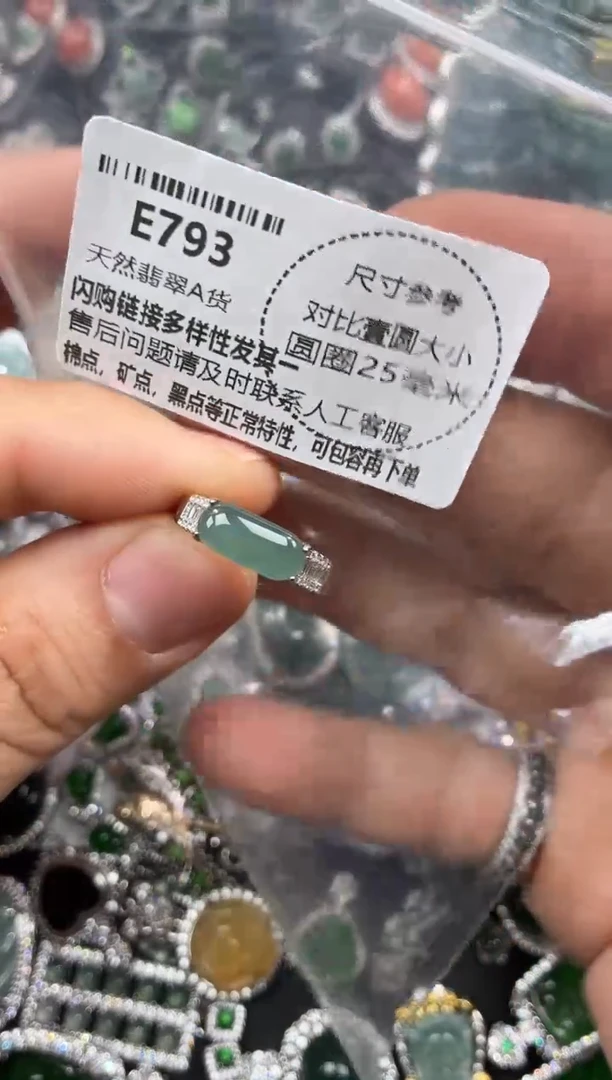 E793
天然翡翠A货
闪购链接多样性发其一
售后问题请及时联系人工客服
棉点，矿点，黑点等正常特性，可包容再下单
尺寸参考
对比圆大小
圆圈25毫米